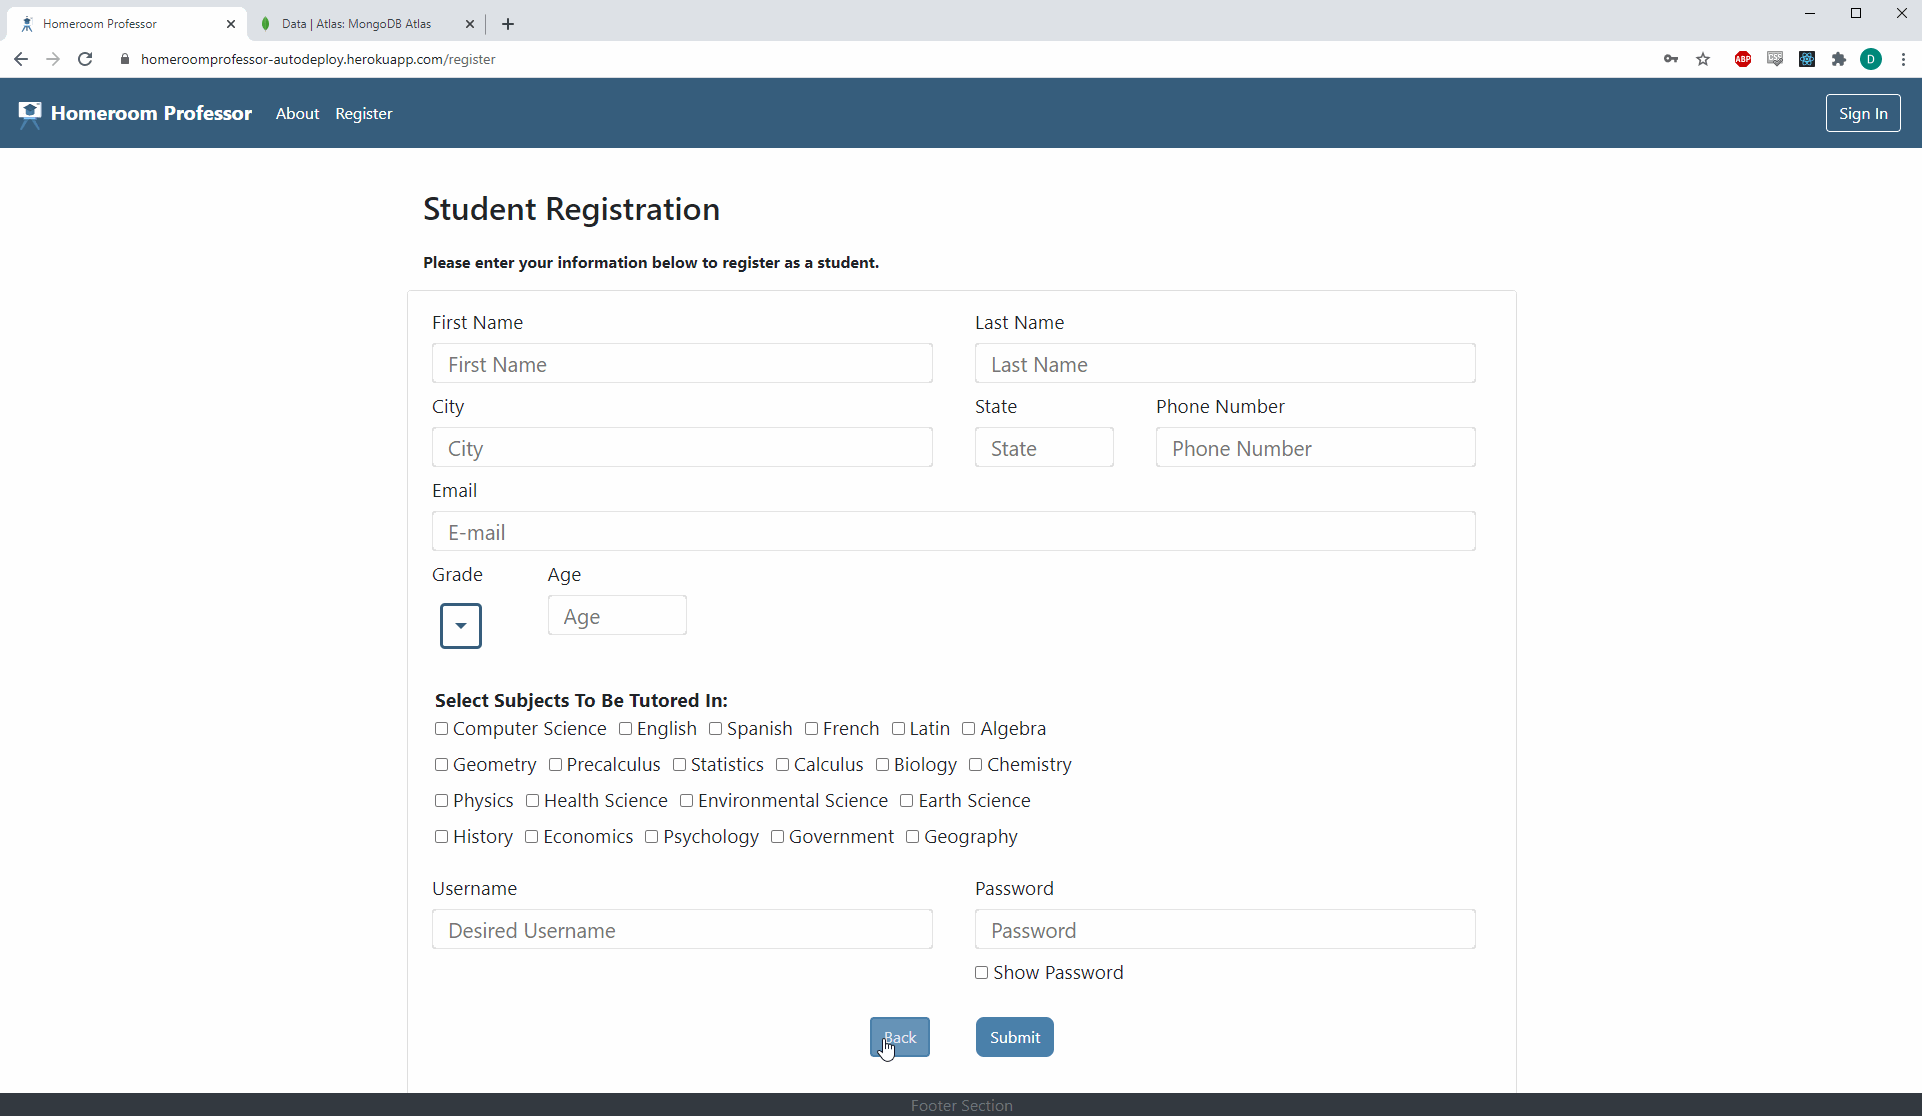 Homeroom Professor
Data | Atlas: MongoDB Atlas
homeroomprofessor-autodeploy.herokuapp.com/register
ABP
CSS
D
Homeroom Professor About Register Sign In
Student Registration
Please enter your information below to register as a student.
First Name Last Name
First Name Last Name
City State Phone Number
City State Phone Number
Email
E-mail
Grade Age
Age
Select Subjects To Be Tutored In:
Computer Science English Spanish French Latin Algebra
Geometry Precalculus Statistics Calculus Biology Chemistry
Physics Health Science Environmental Science Earth Science
History Economics Psychology Government Geography
Username Password
Desired Username Password
Show Password
Back Submit
Footer Section